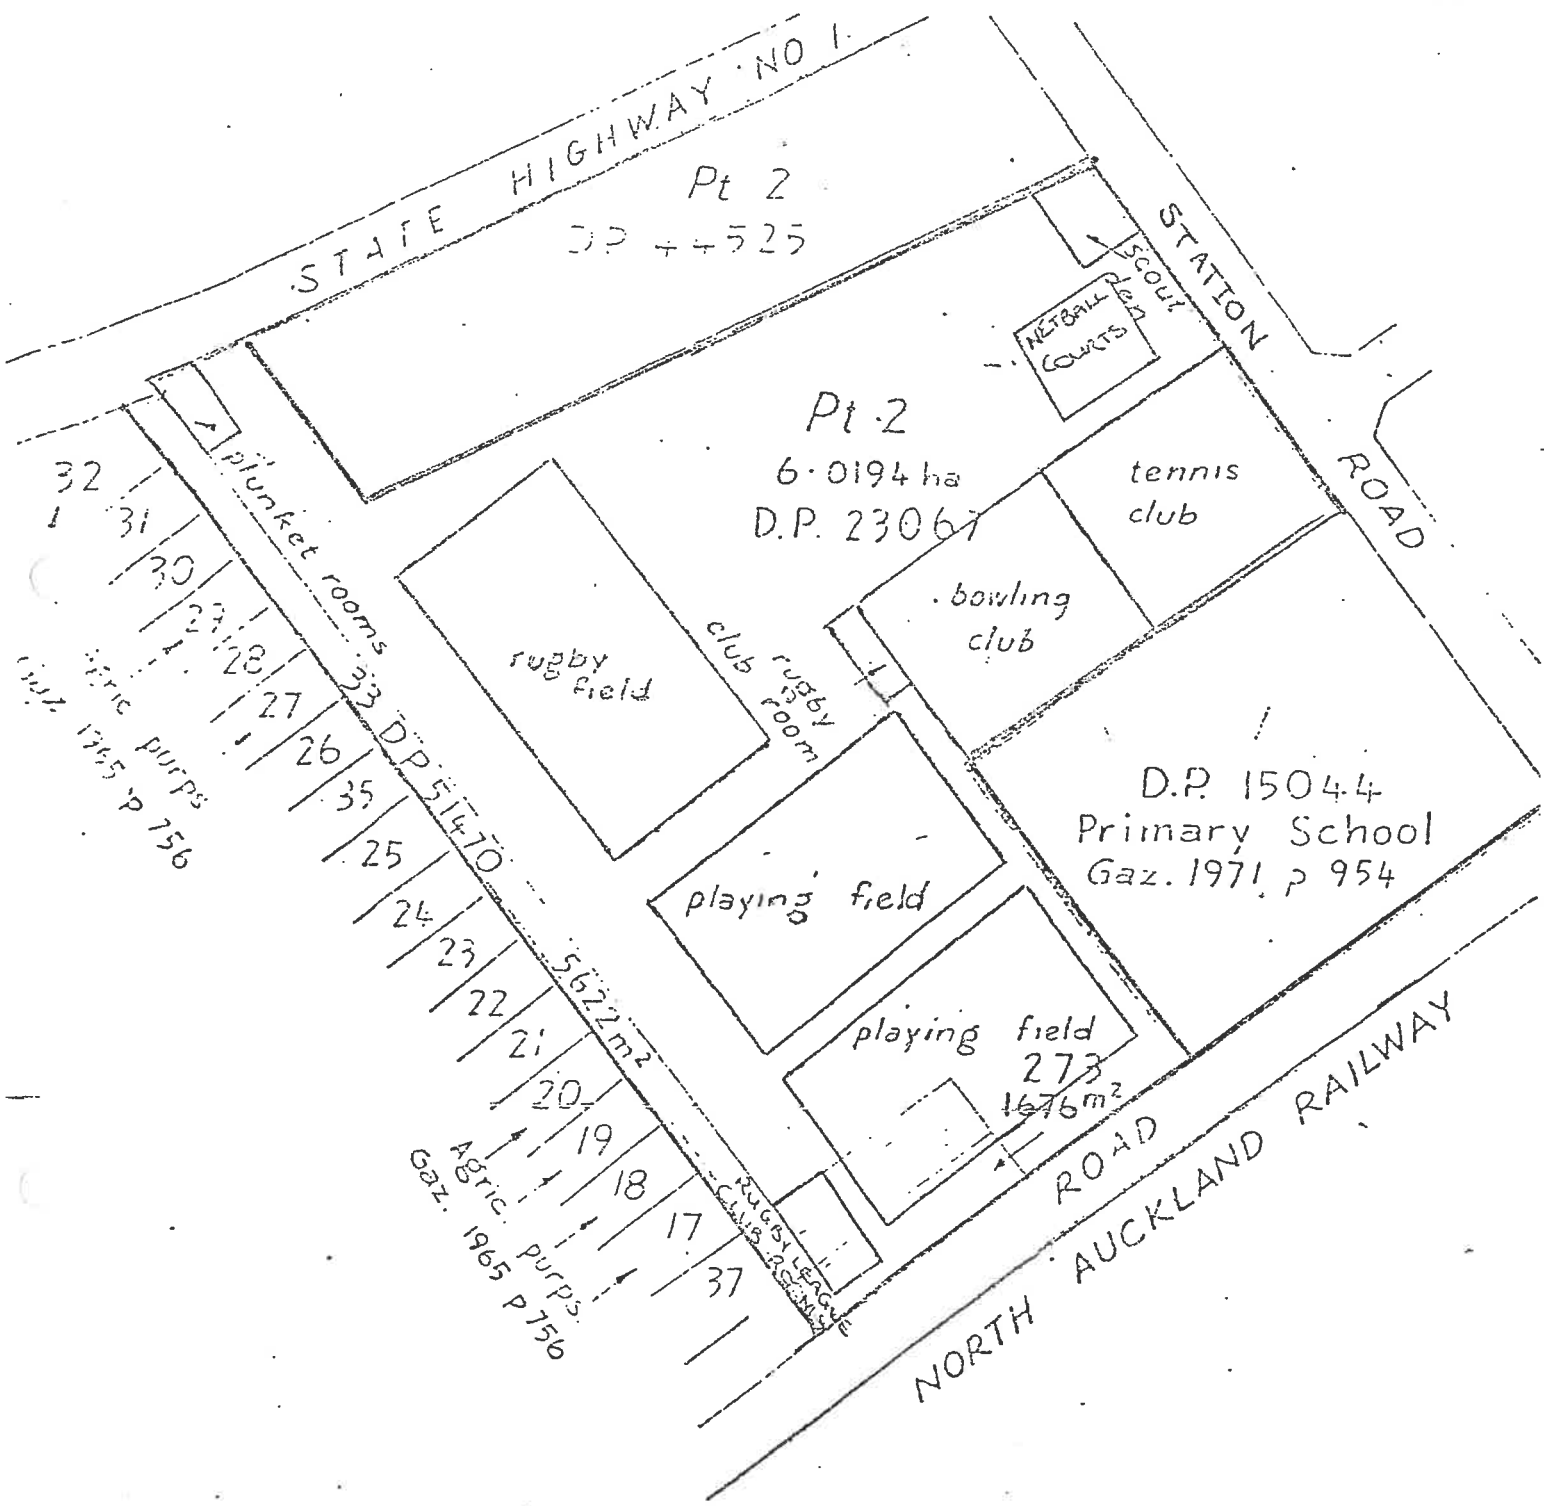 STATE HIGHWAY NO 1.
Pt 2
DP 44525
STATION ROAD
scout
den
NETBALL
COURTS
Pt 2
6.0194 ha
D.P. 23067
tennis
club
bowling
club
plunket rooms
rugby
field
rugby
club
room
32
31
30
28
27
26
35
25
24
23
22
21
20
19
18
17
37
33 DP 51470
5622m²
agric purps
1965 p 756
D.P. 15044
Primary School
Gaz. 1971 p 954
playing field
playing field
273
1676m²
Agric. purps.
Gaz. 1965 p 756
RUGBY LEAGUE
CLUB ROOMS
ROAD
NORTH AUCKLAND RAILWAY